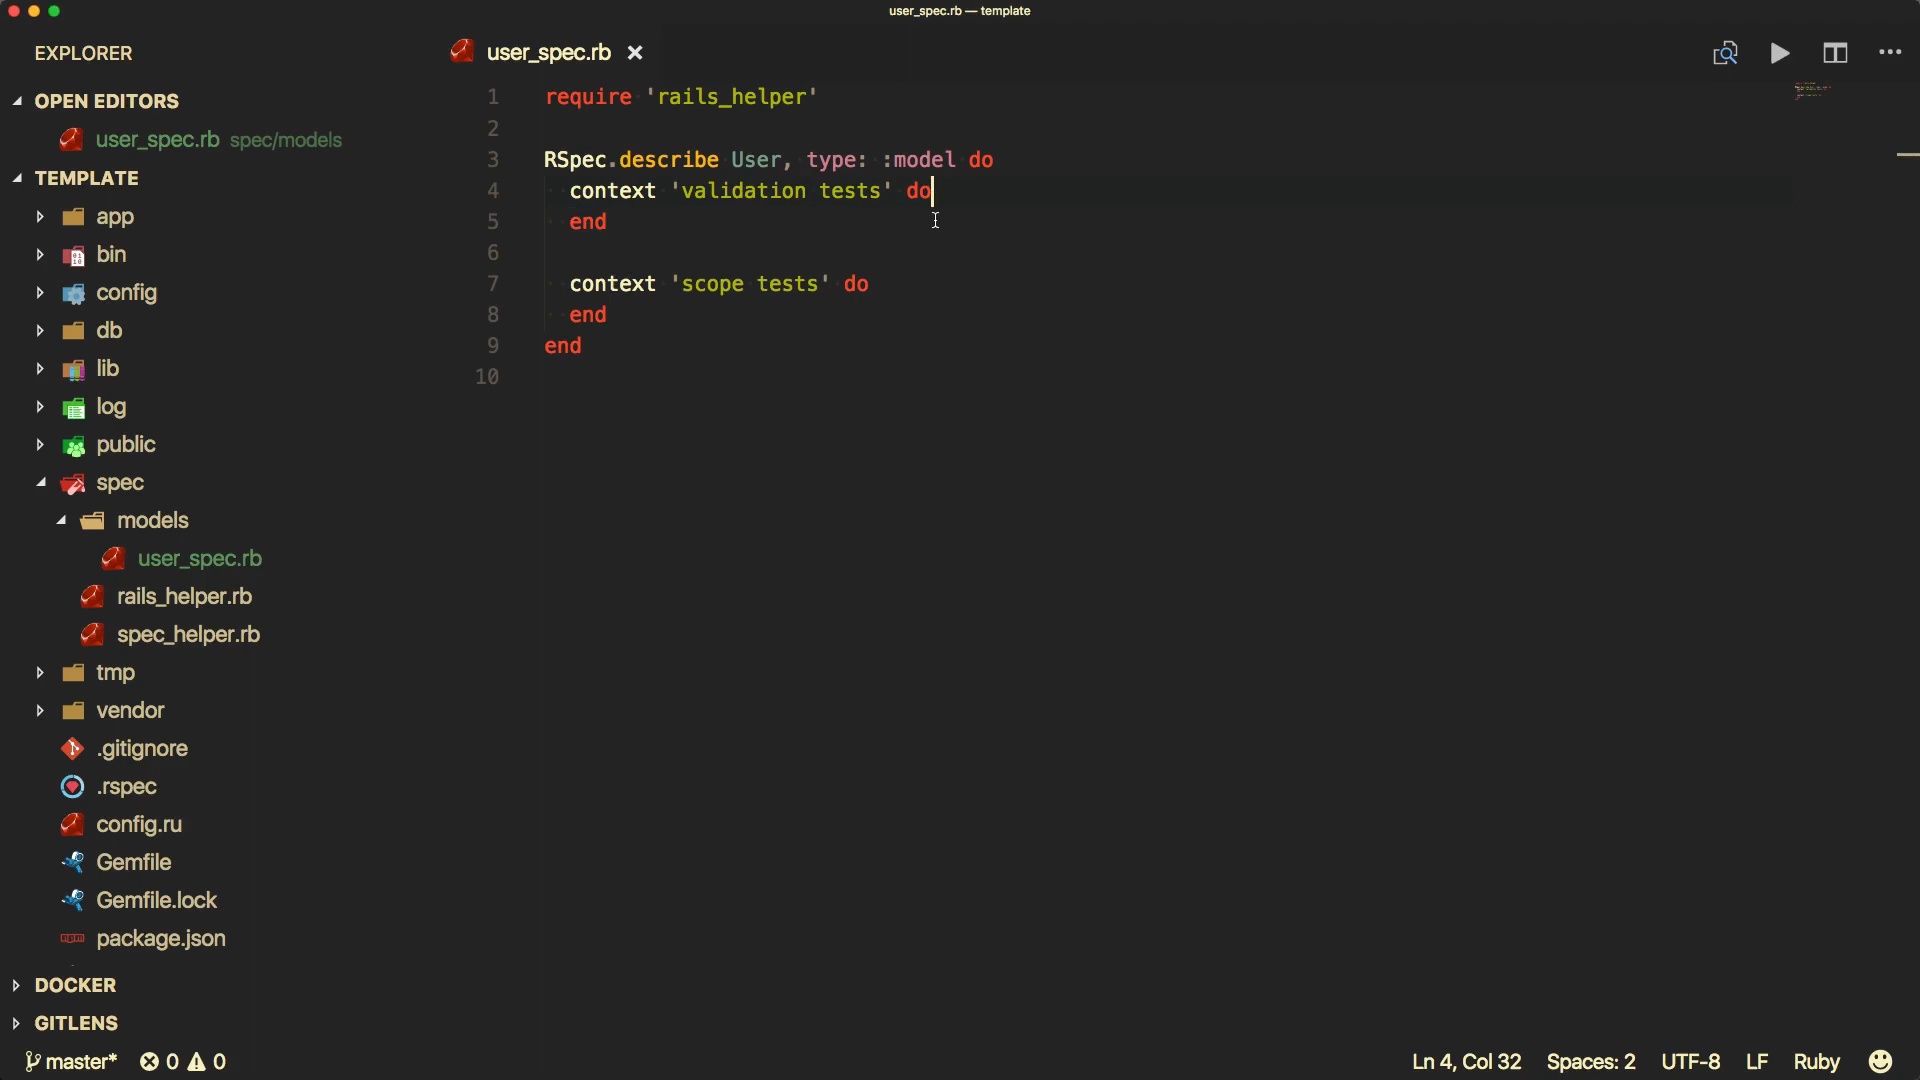 user_spec.rb — template
EXPLORER
OPEN EDITORS
user_spec.rb spec/models
TEMPLATE
app
bin
config
db
lib
log
public
spec
models
user_spec.rb
rails_helper.rb
spec_helper.rb
tmp
vendor
.gitignore
.rspec
config.ru
Gemfile
Gemfile.lock
package.json
DOCKER
GITLENS
user_spec.rb
1 require 'rails_helper'
2
3 RSpec.describe User, type: :model do
4 context 'validation tests' do
5 end
6
7 context 'scope tests' do
8 end
9 end
10
master* 0 0
Ln 4, Col 32 Spaces: 2 UTF-8 LF Ruby